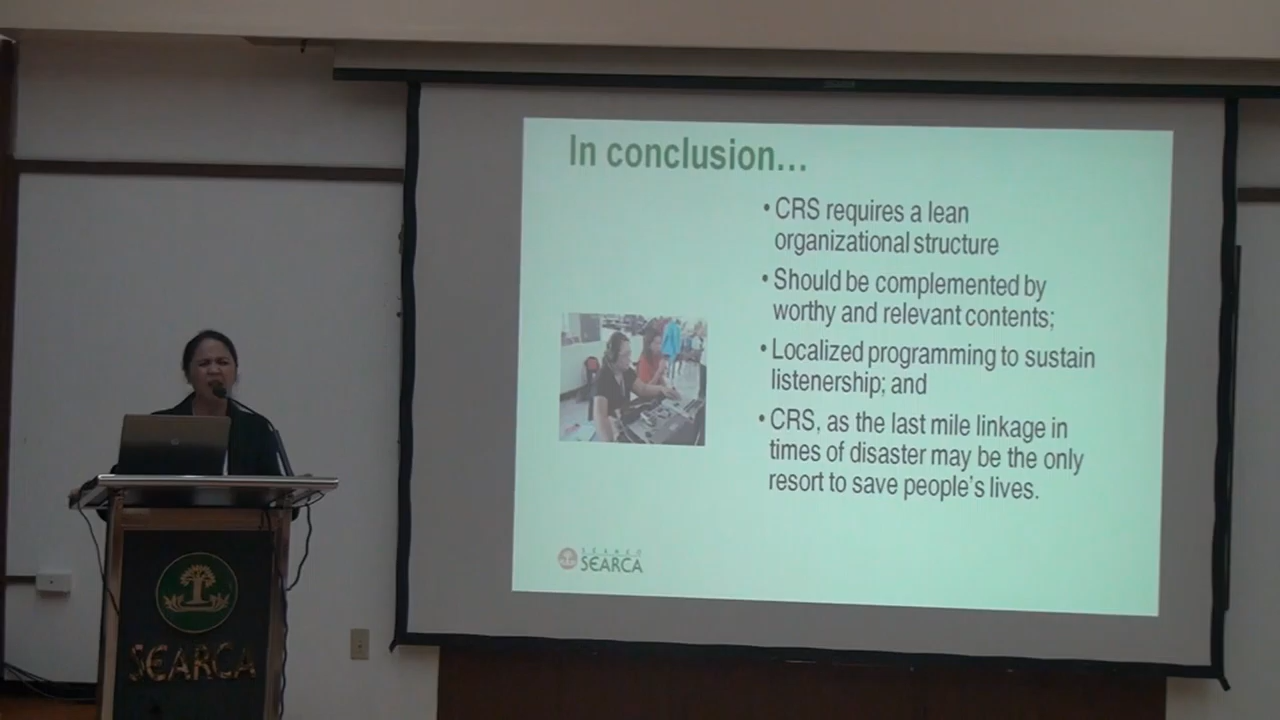 In conclusion...
• CRS requires a lean
organizational structure
• Should be complemented by
worthy and relevant contents;
• Localized programming to sustain
listenership; and
• CRS, as the last mile linkage in
times of disaster may be the only
resort to save people's lives.
SEARCA
SEARCA